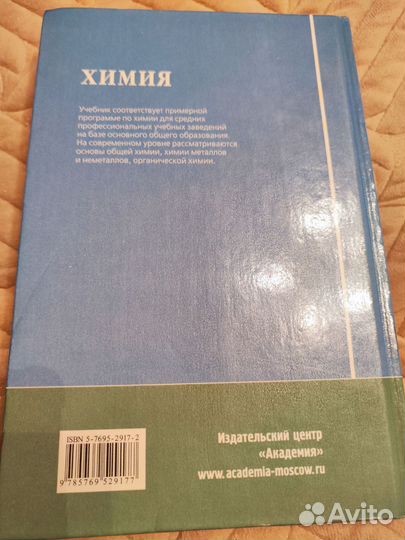 ХИМИЯ
Учебник соответствует примерной
программе по химии для средних
профессиональных учебных заведений
на базе основного общего образования.
На современном уровне рассматриваются
основы общей химии, химии металлов
и неметаллов, органической химии.
ISBN 5-7695-2917-2
9 785769 529177
Издательский центр
«Академия»
www.academia-moscow.ru
Avito